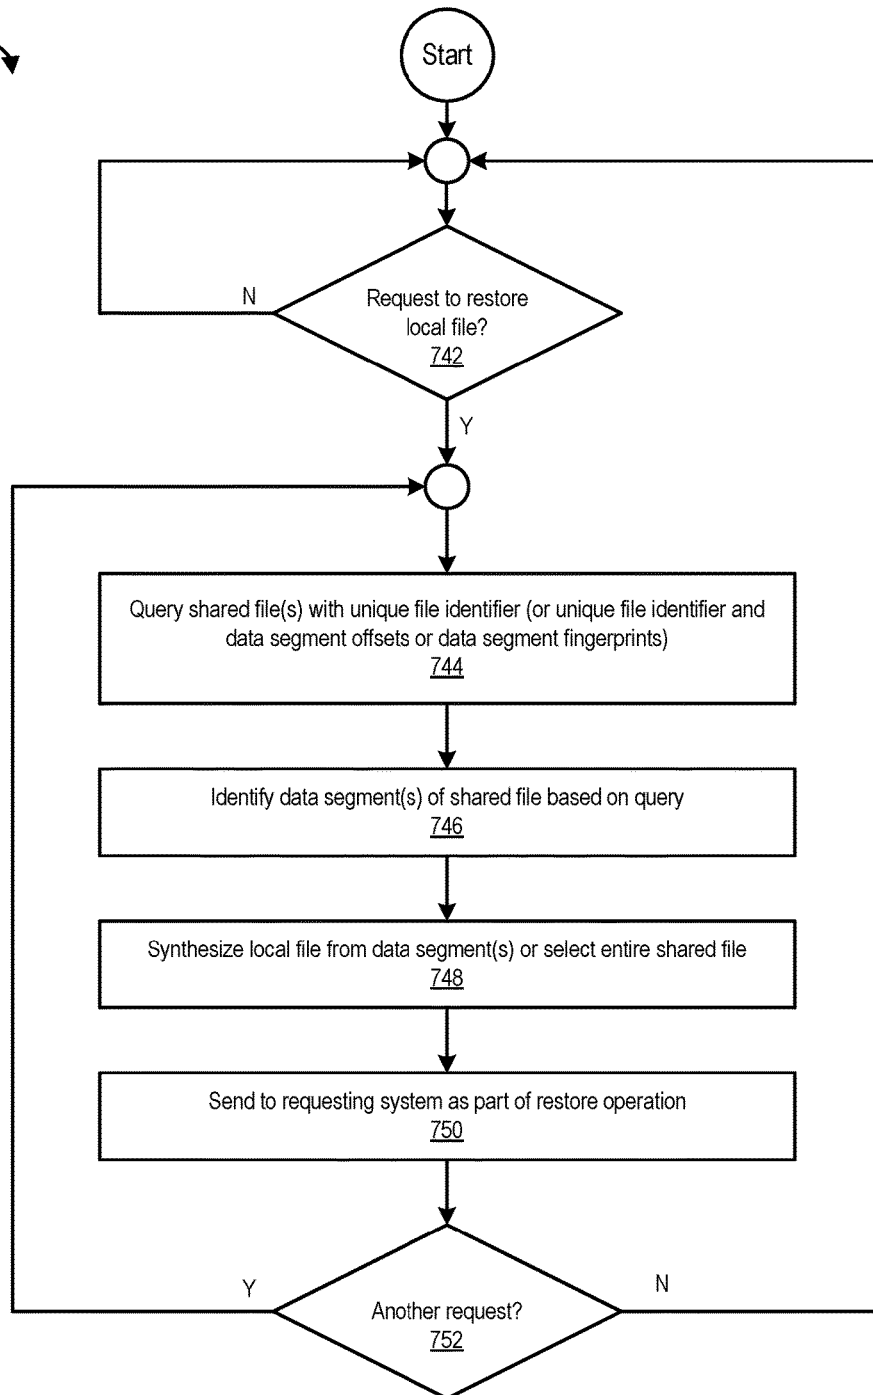 Start
Request to restore
local file?
742
N
Y
Query shared file(s) with unique file identifier (or unique file identifier and
data segment offsets or data segment fingerprints)
744
Identify data segment(s) of shared file based on query
746
Synthesize local file from data segment(s) or select entire shared file
748
Send to requesting system as part of restore operation
750
Y
N
Another request?
752